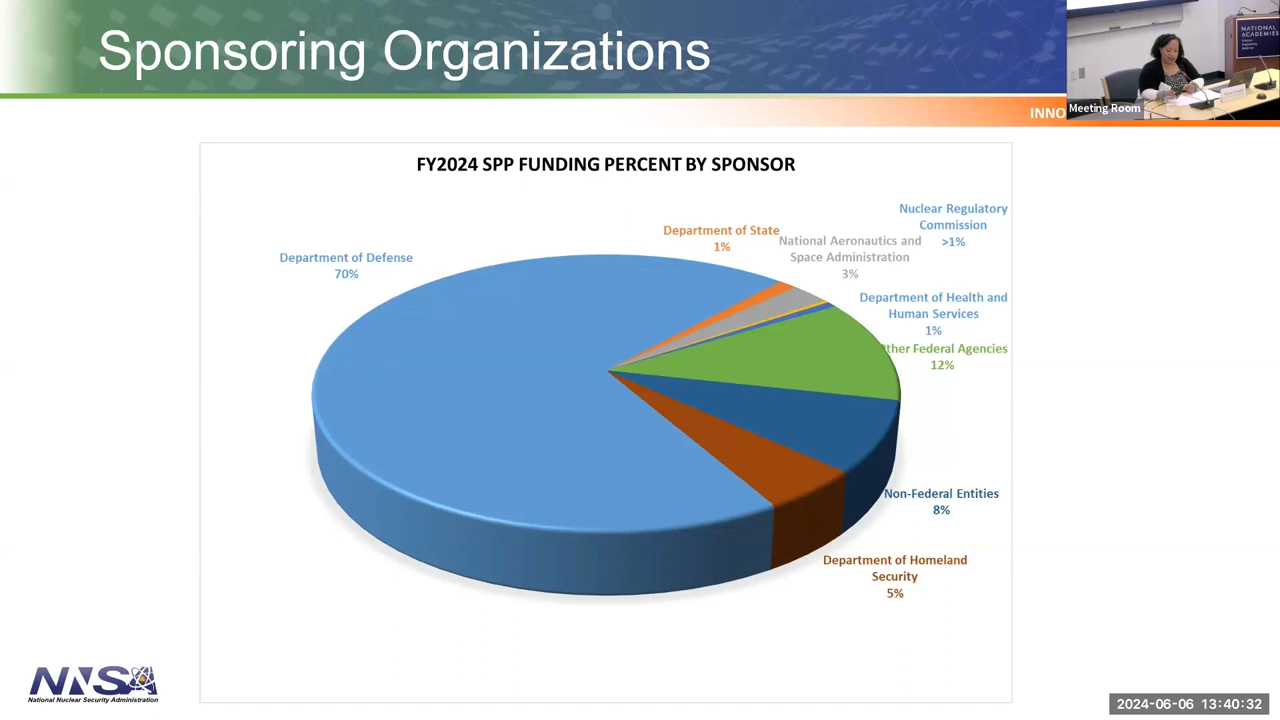 Sponsoring Organizations
INNO
NATIONAL
ACADEMIES
Meeting Room
FY2024 SPP FUNDING PERCENT BY SPONSOR
Nuclear Regulatory
Commission
>1%
Department of State
1%
National Aeronautics and
Space Administration
3%
Department of Defense
70%
Department of Health and
Human Services
1%
ther Federal Agencies
12%
Non-Federal Entities
8%
Department of Homeland
Security
5%
NNSA
National Nuclear Security Administration
2024-06-06 13:40:32